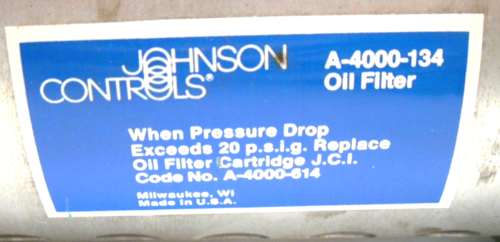 JOHNSON
CONTROLS®
A-4000-134
Oil Filter
When Pressure Drop
Exceeds 20 p.s.i.g. Replace
Oil Filter Cartridge J.C.I.
Code No. A-4000-614
Milwaukee, WI
Made in U.S.A.